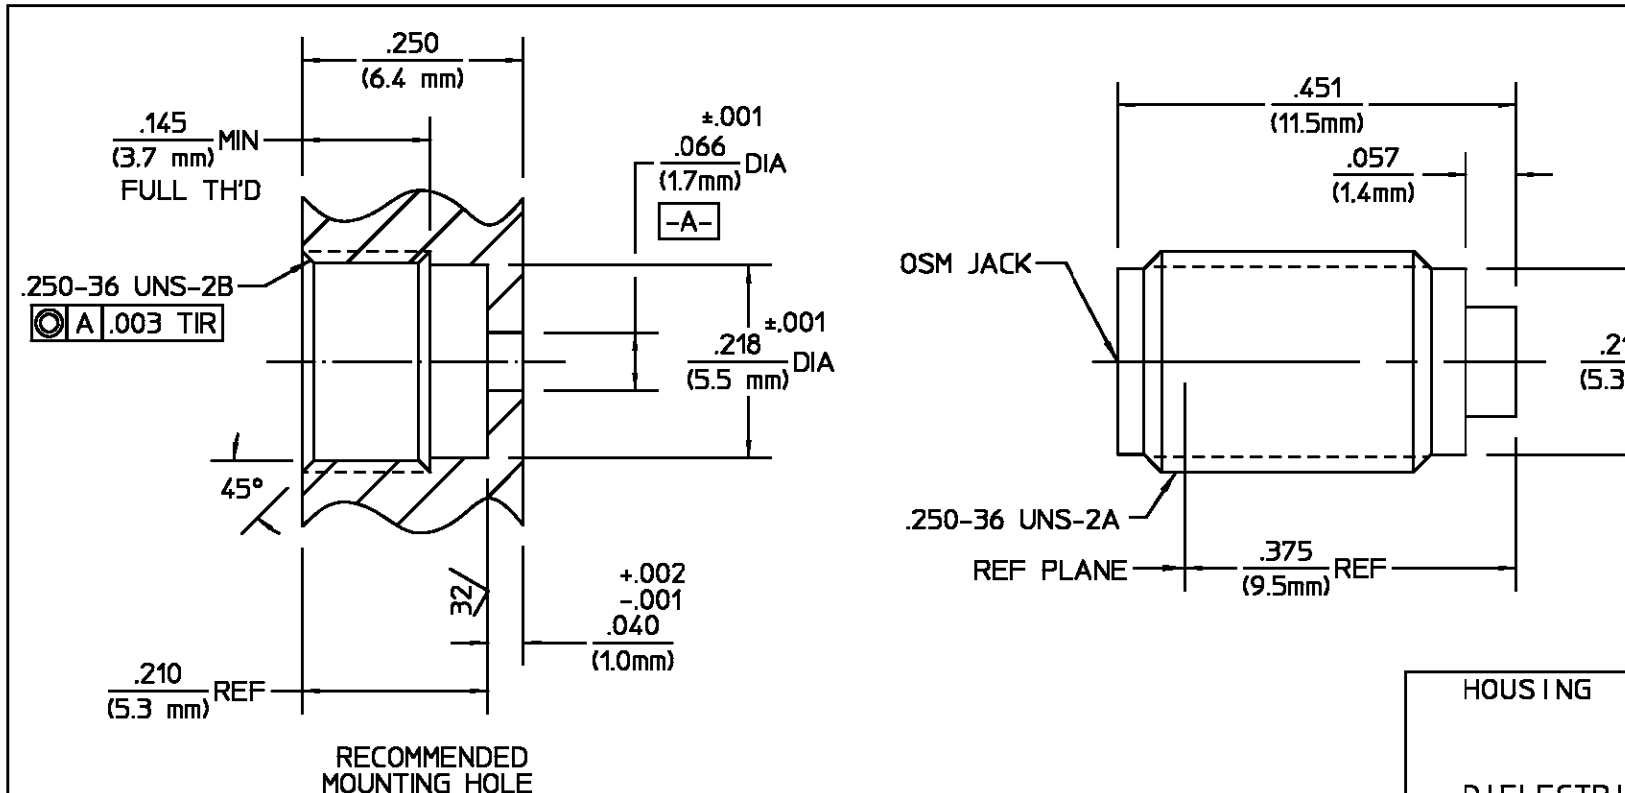 .250
(6.4 mm)
.145 MIN
(3.7 mm)
FULL TH'D
±.001
.066 DIA
(1.7mm)
-A-
.250-36 UNS-2B
A .003 TIR
±.001
.218 DIA
(5.5 mm)
45°
32
+.002
-.001
.040
(1.0mm)
.210 REF
(5.3 mm)
RECOMMENDED
MOUNTING HOLE
.451
(11.5mm)
.057
(1.4mm)
OSM JACK
.250-36 UNS-2A
REF PLANE
.375 REF
(9.5mm)
(5.3
HOUSING